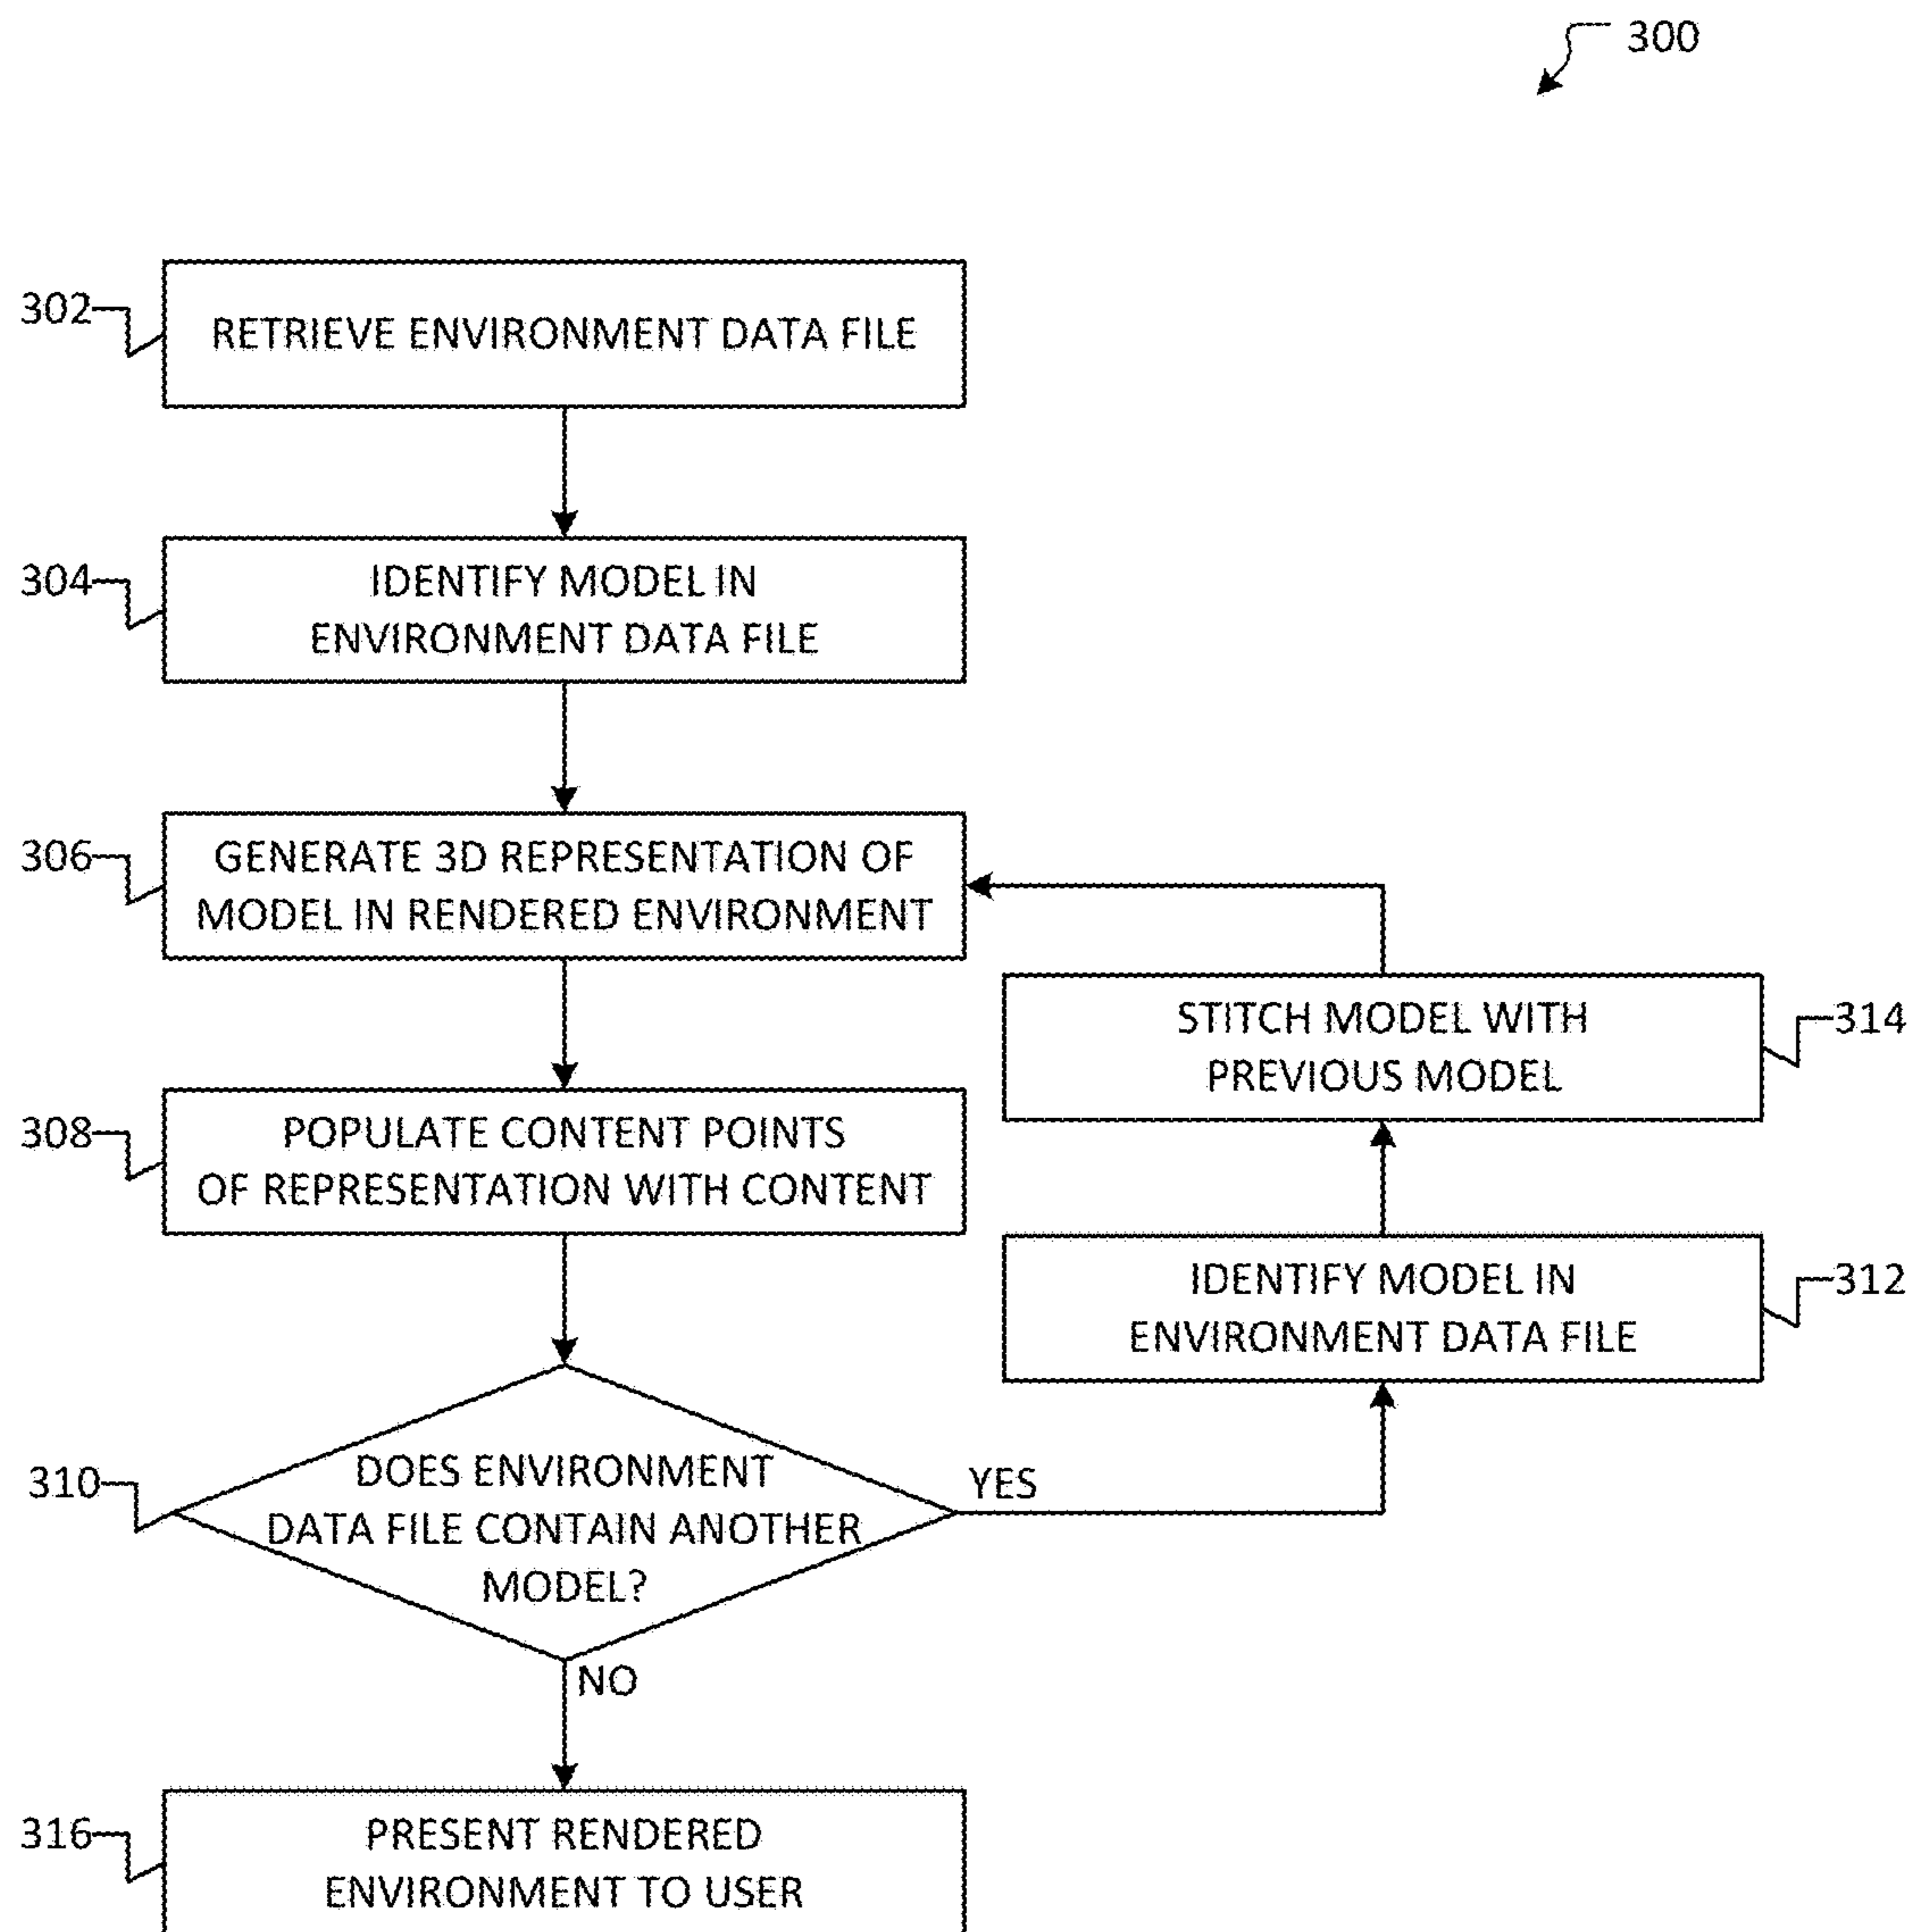 300
302
RETRIEVE ENVIRONMENT DATA FILE
304
IDENTIFY MODEL IN
ENVIRONMENT DATA FILE
306
GENERATE 3D REPRESENTATION OF
MODEL IN RENDERED ENVIRONMENT
308
POPULATE CONTENT POINTS
OF REPRESENTATION WITH CONTENT
310
DOES ENVIRONMENT
DATA FILE CONTAIN ANOTHER
MODEL?
YES
312
IDENTIFY MODEL IN
ENVIRONMENT DATA FILE
314
STITCH MODEL WITH
PREVIOUS MODEL
NO
316
PRESENT RENDERED
ENVIRONMENT TO USER